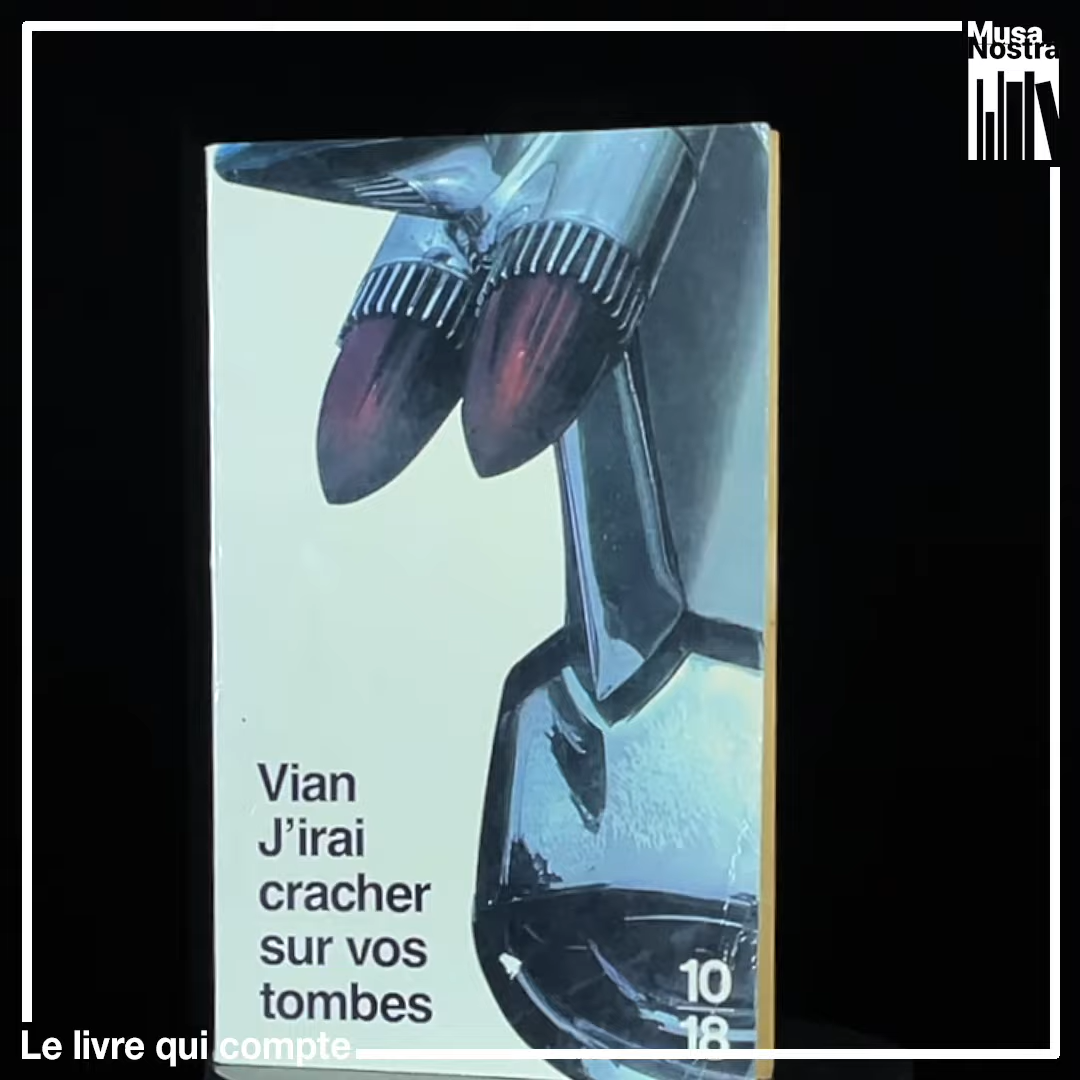 Musa
Nostra
Vian
J'irai
cracher
sur vos
tombes
10
18
Le livre qui compte